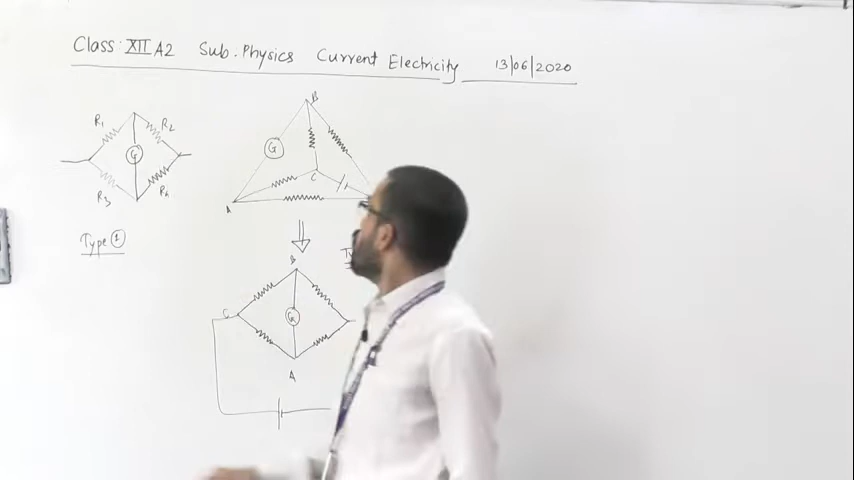 Class: XII A2 Sub. Physics Current Electricity 13/06/2020
R1 R2
G
R3 R4
Type 1
B
G
C
A
B
C
G
A